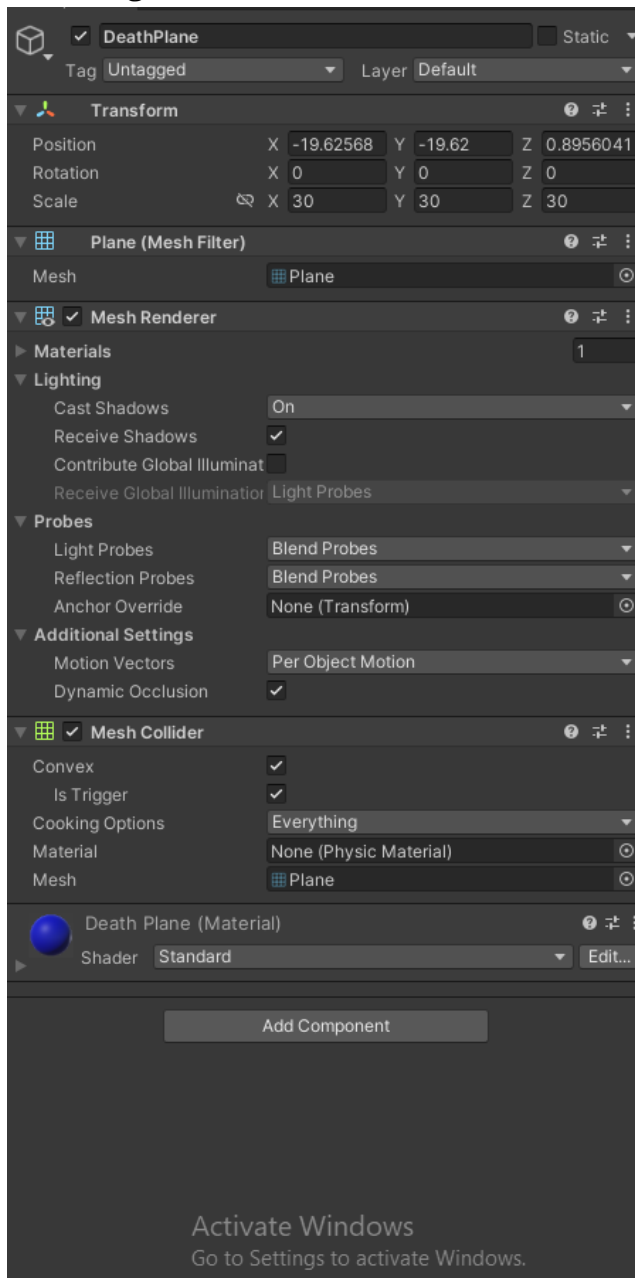 DeathPlane Static
Tag Untagged Layer Default
Transform
Position X -19.62568 Y -19.62 Z 0.8956041
Rotation X 0 Y 0 Z 0
Scale X 30 Y 30 Z 30
Plane (Mesh Filter)
Mesh Plane
Mesh Renderer
Materials 1
Lighting
Cast Shadows On
Receive Shadows
Contribute Global Illuminat
Receive Global Illumination Light Probes
Probes
Light Probes Blend Probes
Reflection Probes Blend Probes
Anchor Override None (Transform)
Additional Settings
Motion Vectors Per Object Motion
Dynamic Occlusion
Mesh Collider
Convex
Is Trigger
Cooking Options Everything
Material None (Physic Material)
Mesh Plane
Death Plane (Material)
Shader Standard Edit...
Add Component
Activate Windows
Go to Settings to activate Windows.